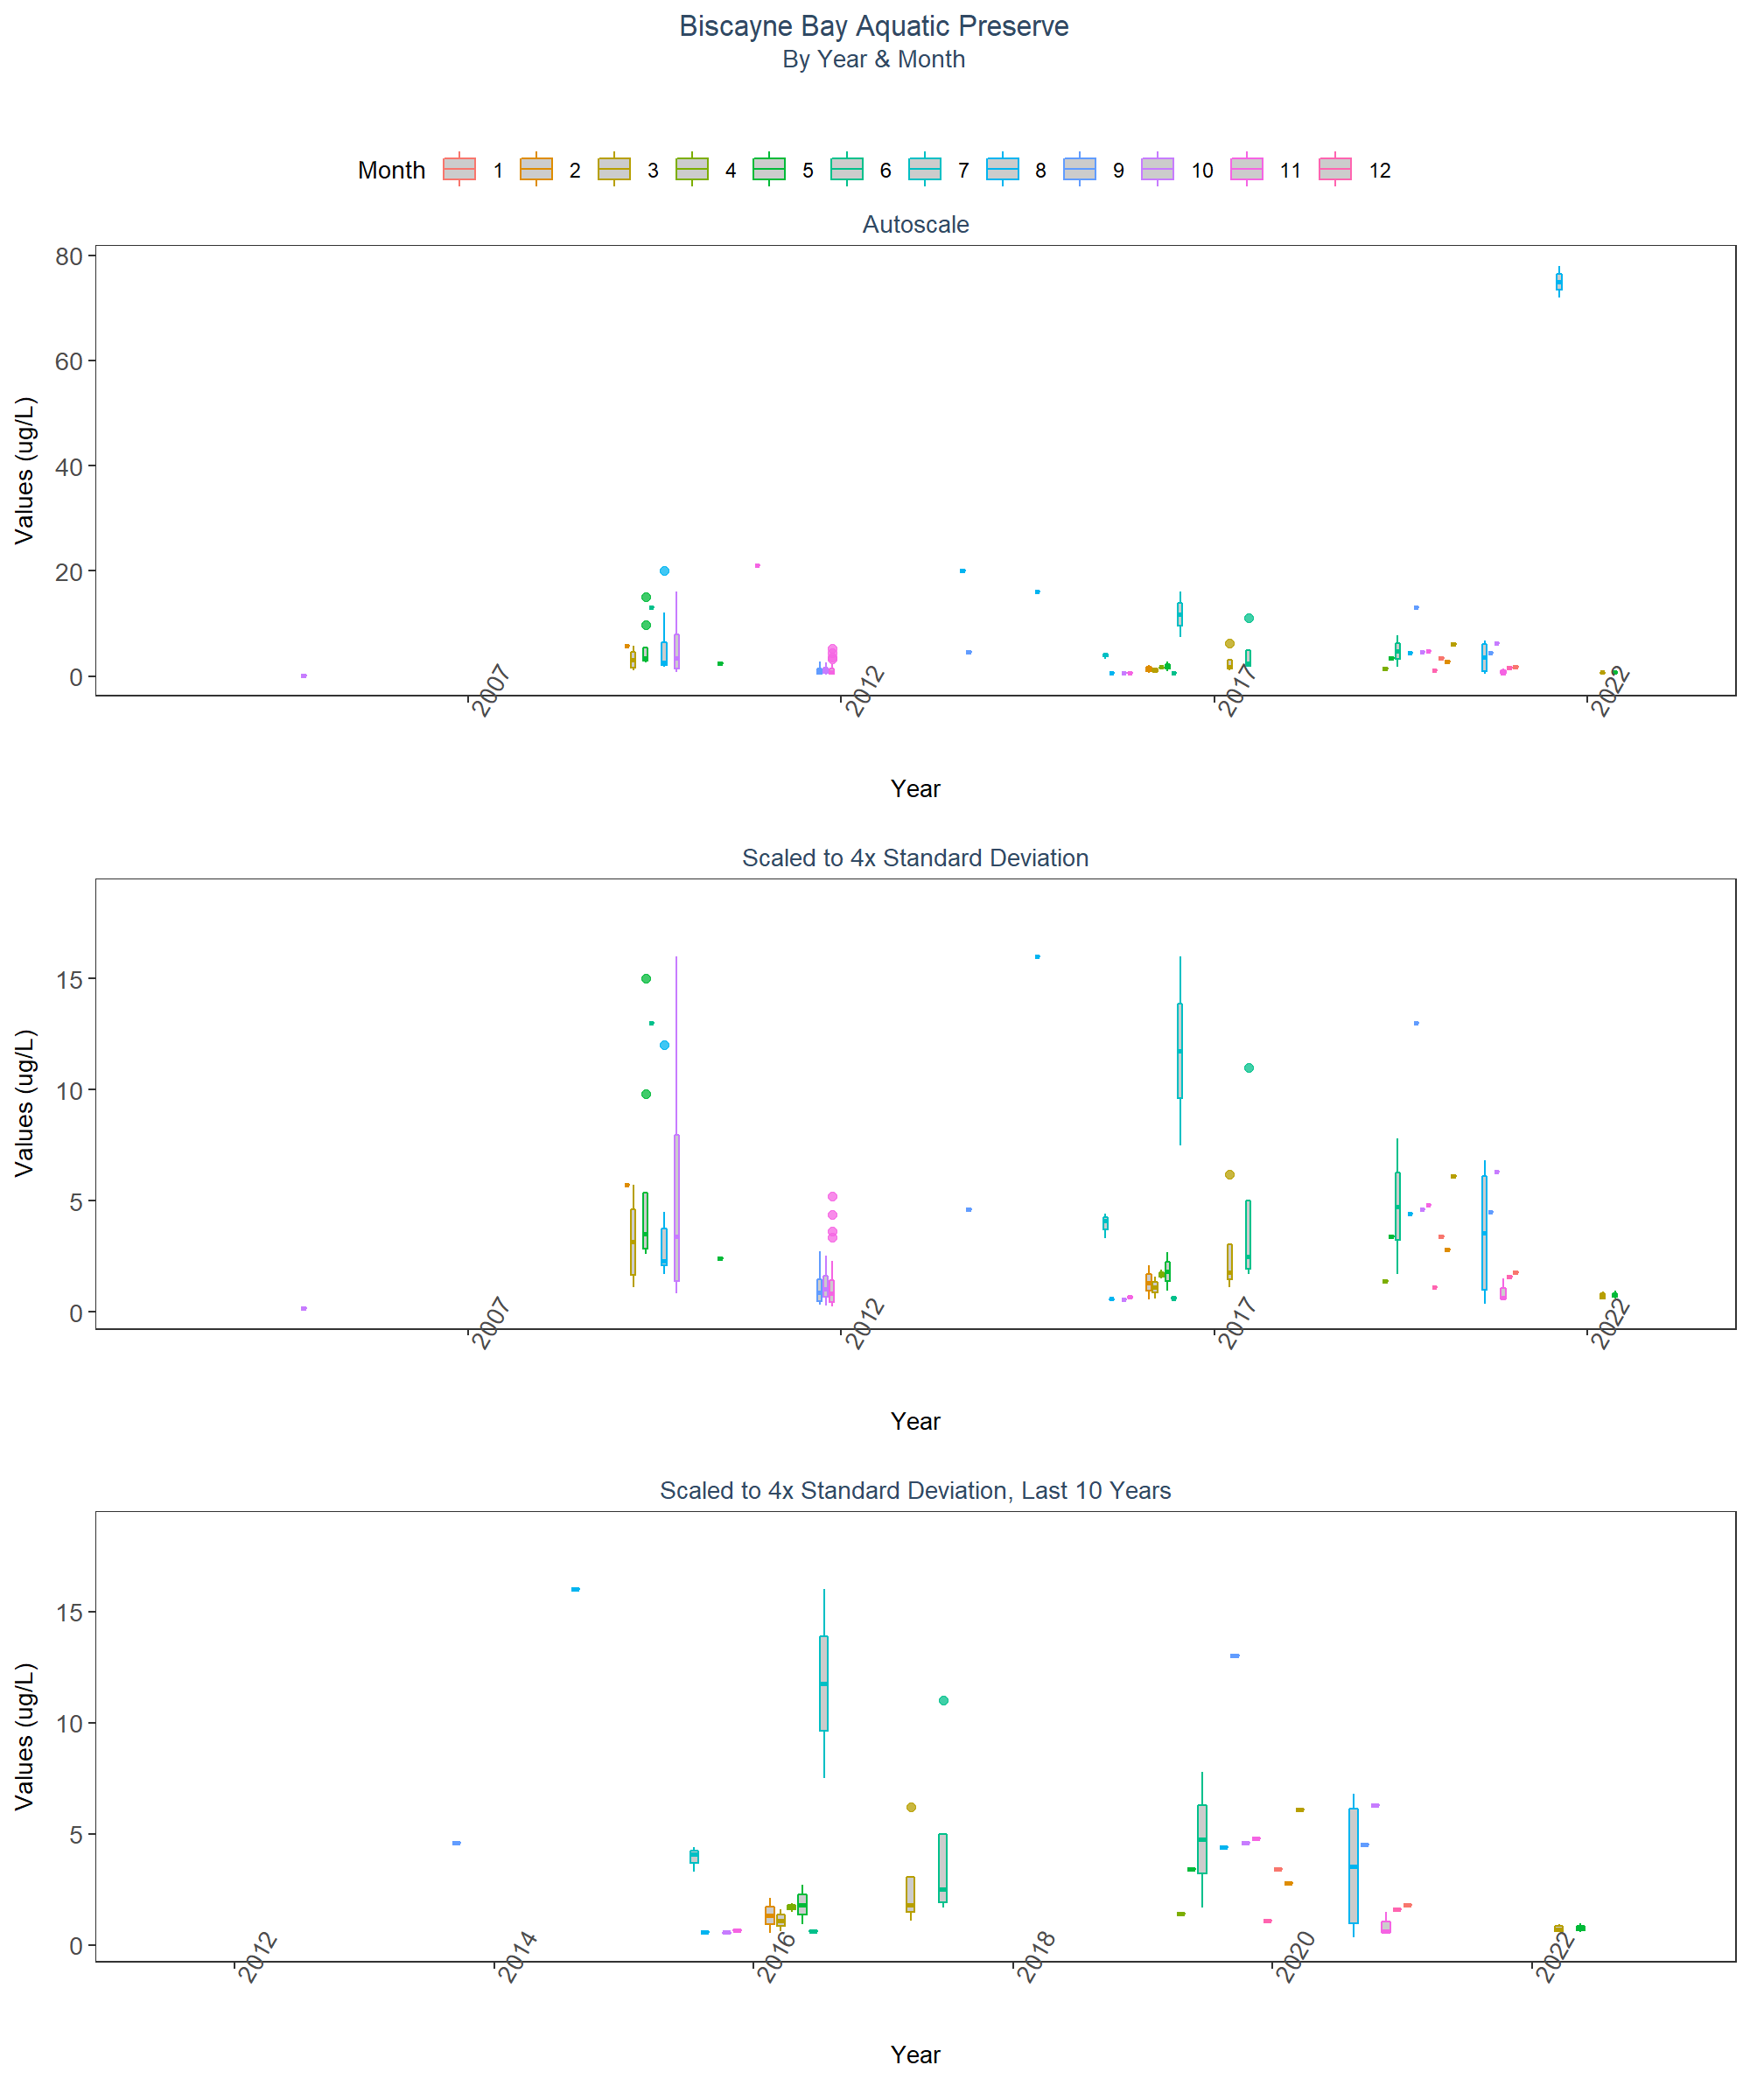 Biscayne Bay Aquatic Preserve
By Year & Month
Month 1 2 3 4 5 6 7 8 9 10 11 12
Autoscale
Values (ug/L)
80
60
40
20
0
2007 2012 2017 2022
Year
Scaled to 4x Standard Deviation
Values (ug/L)
15
10
5
0
2007 2012 2017 2022
Year
Scaled to 4x Standard Deviation, Last 10 Years
Values (ug/L)
15
10
5
0
2012 2014 2016 2018 2020 2022
Year